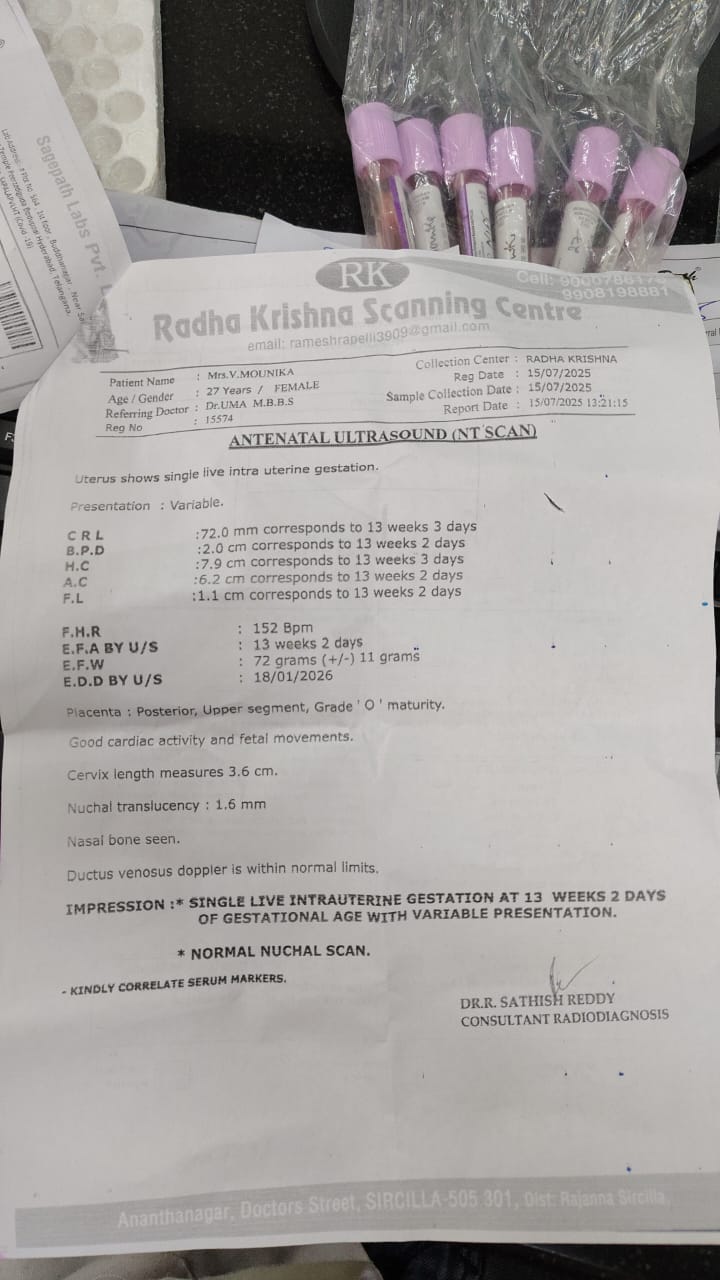 Sagepath Labs Pvt. L
RK
Radha Krishna Scanning Centre
9908198881
email: rameshrapelli3909@gmail.com
Patient Name : Mrs.V.MOUNIKA
Age / Gender : 27 Years / FEMALE
Referring Doctor : Dr.UMA M.B.B.S
Reg No : 15574
Collection Center : RADHA KRISHNA
Reg Date : 15/07/2025
Sample Collection Date : 15/07/2025
Report Date : 15/07/2025 13:21:15
ANTENATAL ULTRASOUND (NT SCAN)
Uterus shows single live intra uterine gestation.
Presentation : Variable.
C R L :72.0 mm corresponds to 13 weeks 3 days
B.P.D :2.0 cm corresponds to 13 weeks 2 days
H.C :7.9 cm corresponds to 13 weeks 3 days
A.C :6.2 cm corresponds to 13 weeks 2 days
F.L :1.1 cm corresponds to 13 weeks 2 days
F.H.R : 152 Bpm
E.F.A BY U/S : 13 weeks 2 days
E.F.W : 72 grams (+/-) 11 grams
E.D.D BY U/S : 18/01/2026
Placenta : Posterior, Upper segment, Grade ' O ' maturity.
Good cardiac activity and fetal movements.
Cervix length measures 3.6 cm.
Nuchal translucency : 1.6 mm
Nasal bone seen.
Ductus venosus doppler is within normal limits.
IMPRESSION :* SINGLE LIVE INTRAUTERINE GESTATION AT 13 WEEKS 2 DAYS
OF GESTATIONAL AGE WITH VARIABLE PRESENTATION.
* NORMAL NUCHAL SCAN.
- KINDLY CORRELATE SERUM MARKERS.
DR.R. SATHISH REDDY
CONSULTANT RADIODIAGNOSIS
Ananthanagar, Doctors Street, SIRCILLA-505 301, Dist: Rajanna Sircilla.